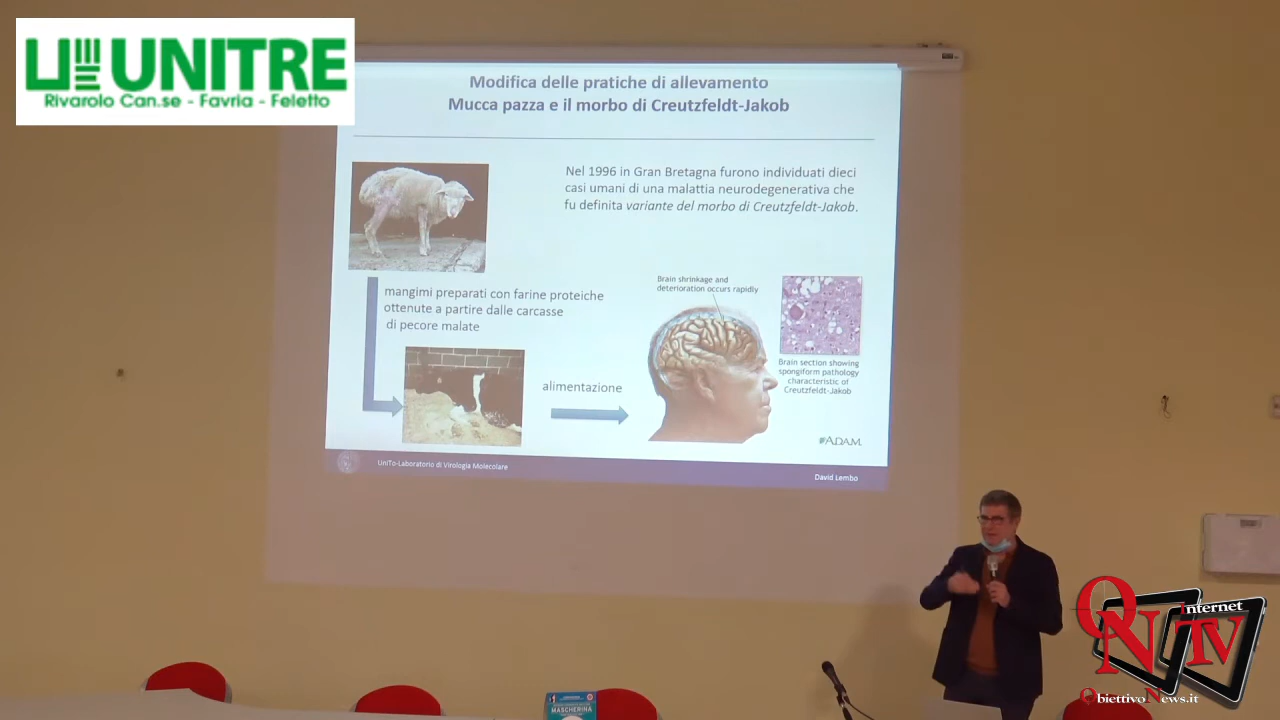 UNITRE
Rivarolo Can.se - Favria - Feletto
Modifica delle pratiche di allevamento
Mucca pazza e il morbo di Creutzfeldt-Jakob
Nel 1996 in Gran Bretagna furono individuati dieci
casi umani di una malattia neurodegenerativa che
fu definita variante del morbo di Creutzfeldt-Jakob.
mangimi preparati con farine proteiche
ottenute a partire dalle carcasse
di pecore malate
alimentazione
Brain shrinkage and
deterioration occurs rapidly
Brain section showing
spongiform pathology
characteristic of
Creutzfeldt-Jakob
ADAM.
UniTo-Laboratorio di Virologia Molecolare
David Lembo
MASCHERINA
ON
Internet
TV
ObiettivoNews.it